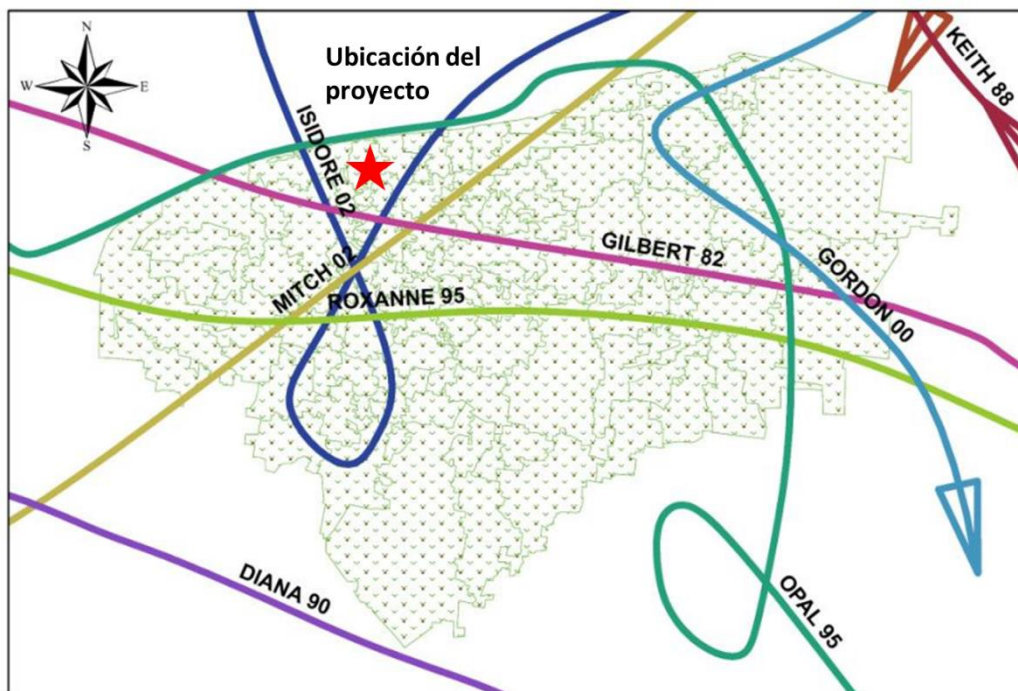 N
W
E
S
Ubicación del
proyecto
KEITH 88
ISIDORE 02
GILBERT 82
GORDON 00
MITCH 02
ROXANNE 95
DIANA 90
OPAL 95